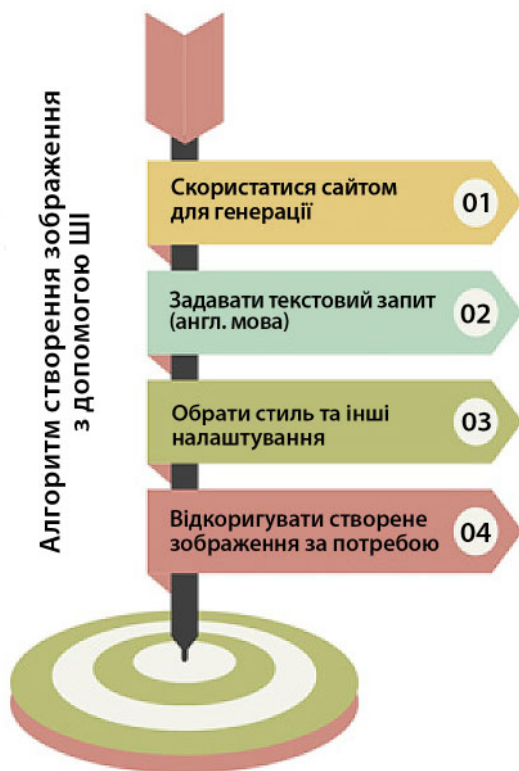 Алгоритм створення зображення
з допомогою ШІ
Скористатися сайтом
для генерації
01
Задавати текстовий запит
(англ. мова)
02
Обрати стиль та інші
налаштування
03
Відкоригувати створене
зображення за потребою
04